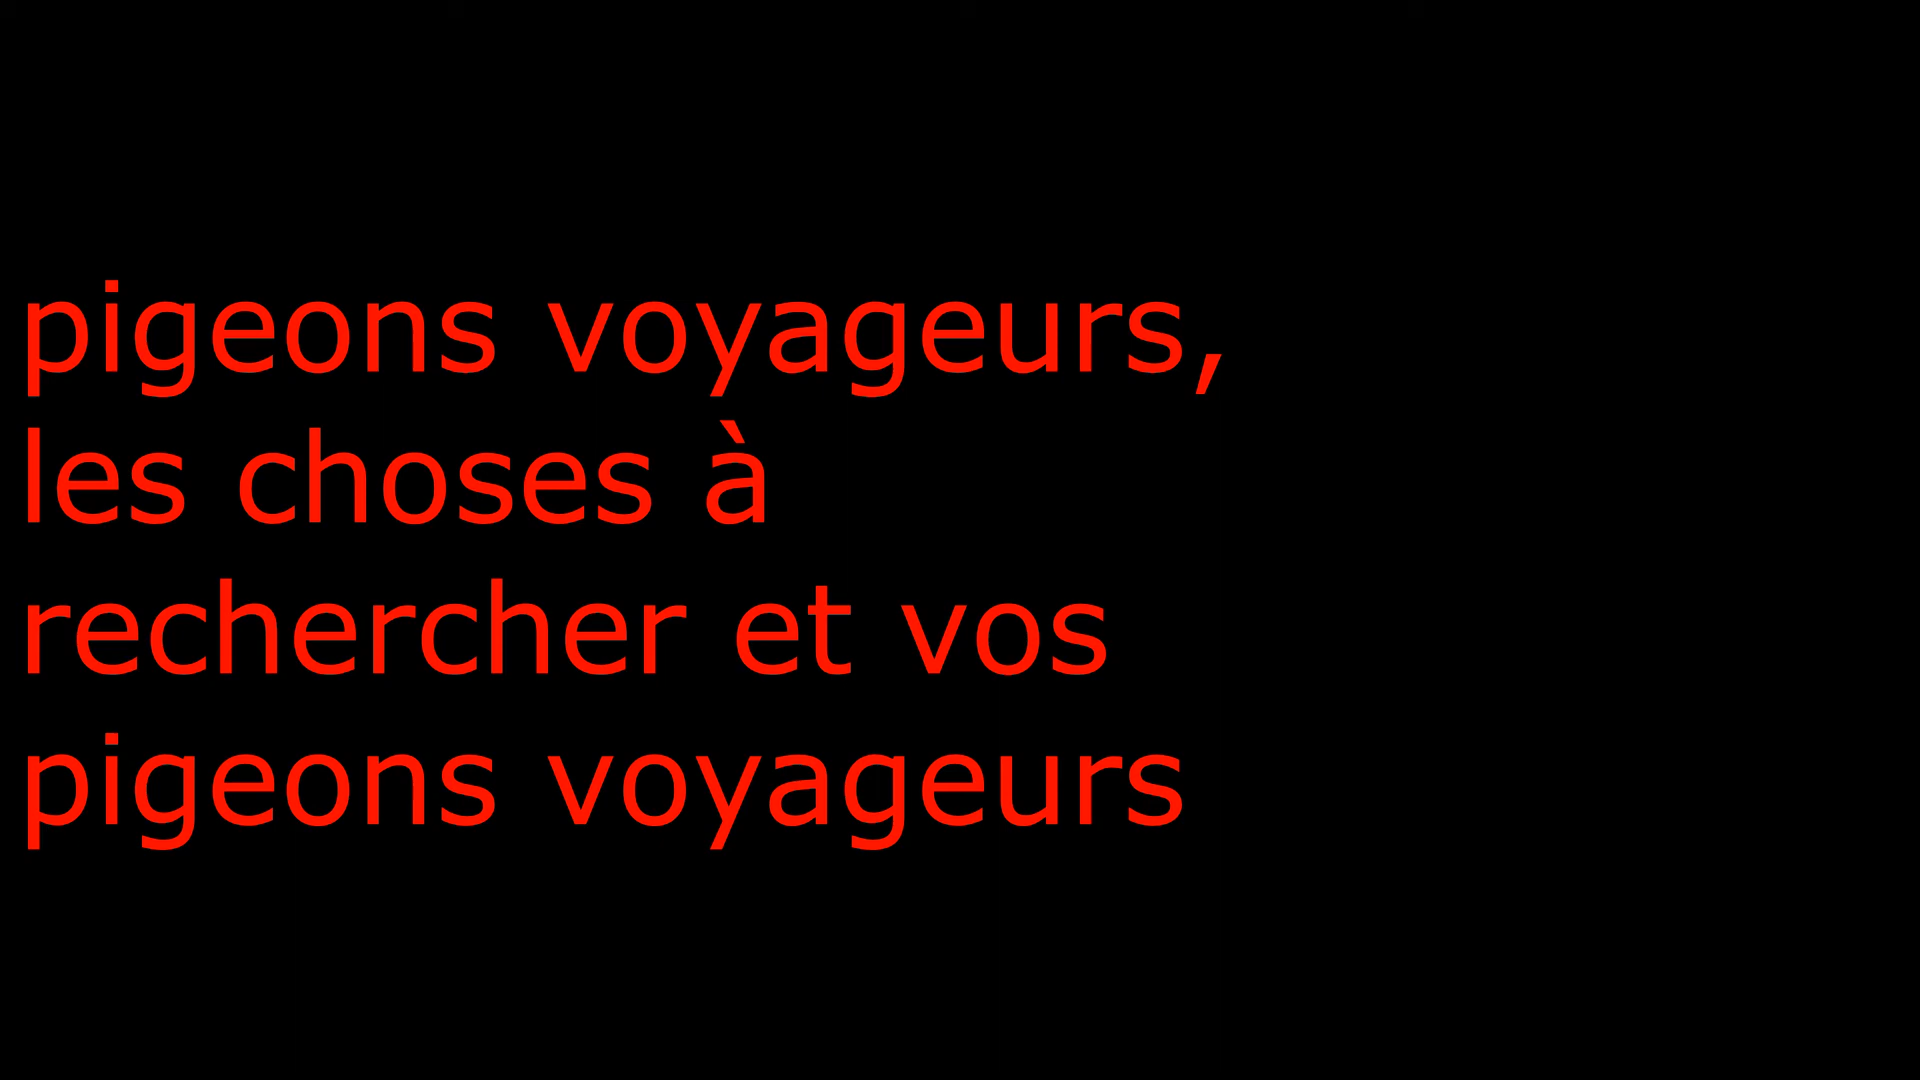 pigeons voyageurs,
les choses à
rechercher et vos
pigeons voyageurs